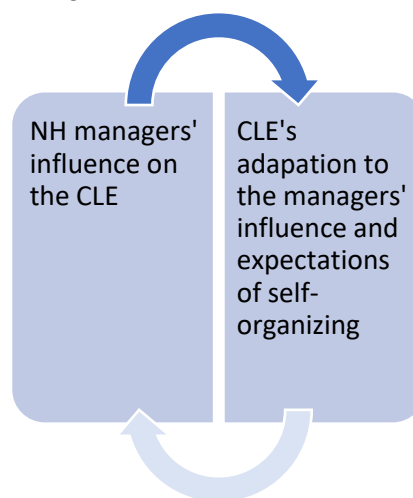 NH managers'
influence on
the CLE
CLE's
adapation to
the managers'
influence and
expectations
of self-
organizing